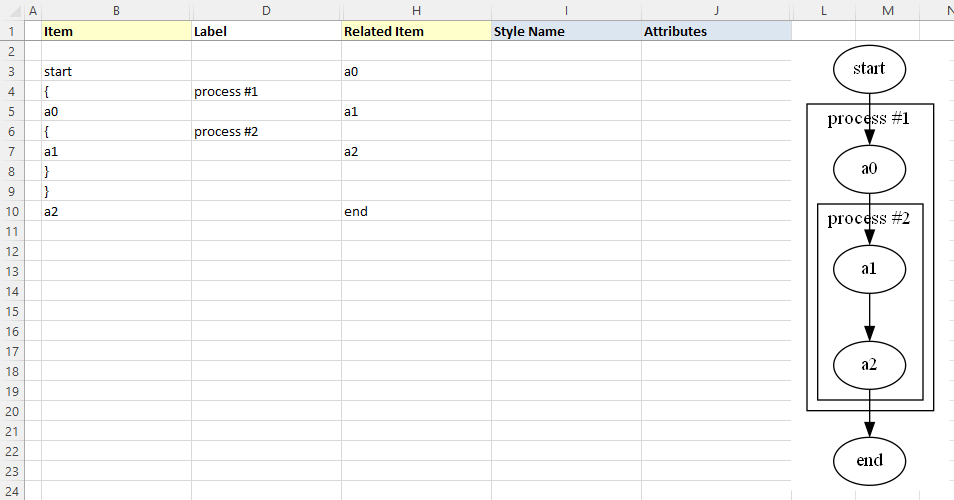 A B D H I J L M N
1 Item Label Related Item Style Name Attributes
2
3 start a0
4 { process #1
5 a0 a1
6 { process #2
7 a1 a2
8 }
9 }
10 a2 end
11
12
13
14
15
16
17
18
19
20
21
22
23
24
start
process #1
a0
process #2
a1
a2
end